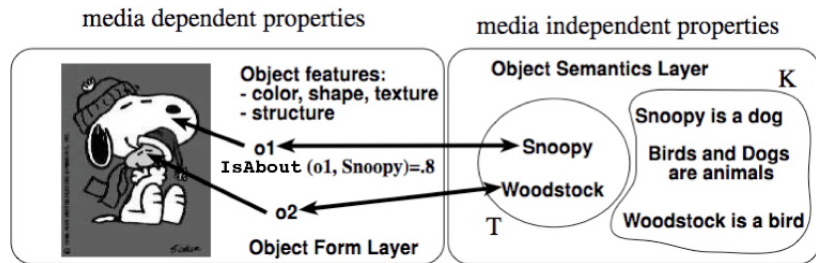 media dependent properties
media independent properties
Object features:
- color, shape, texture
- structure
o1
IsAbout (o1, Snoopy)=.8
o2
Object Form Layer
Object Semantics Layer
K
Snoopy
Woodstock
T
Snoopy is a dog
Birds and Dogs
are animals
Woodstock is a bird